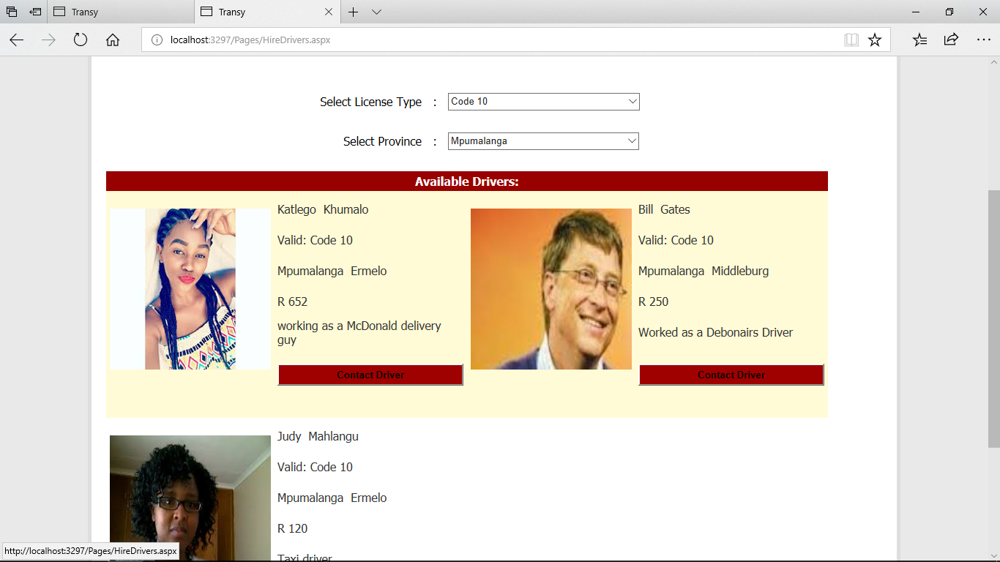 Transy
Transy
localhost:3297/Pages/HireDrivers.aspx
Select License Type :
Code 10
Select Province :
Mpumalanga
Available Drivers:
Katlego Khumalo
Valid: Code 10
Mpumalanga Ermelo
R 652
working as a McDonald delivery
guy
Contact Driver
Bill Gates
Valid: Code 10
Mpumalanga Middleburg
R 250
Worked as a Debonairs Driver
Contact Driver
Judy Mahlangu
Valid: Code 10
Mpumalanga Ermelo
R 120
Taxi driver
http://localhost:3297/Pages/HireDrivers.aspx